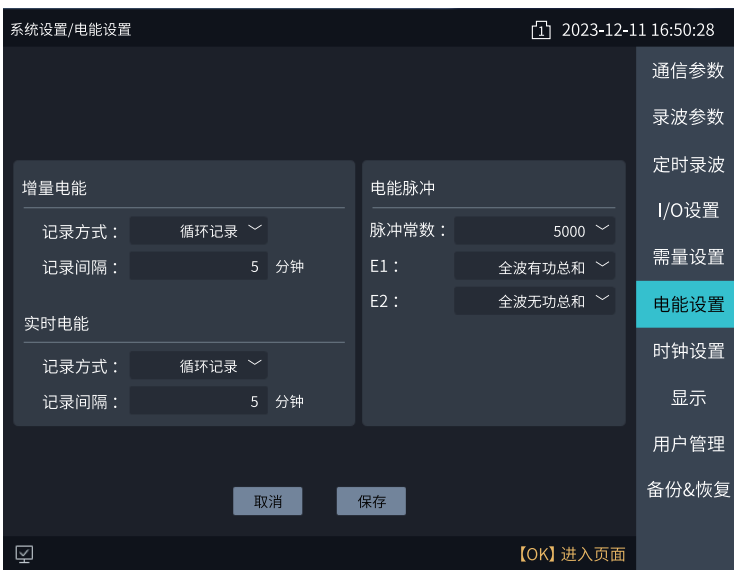 系统设置/电能设置
1 2023-12-11 16:50:28
通信参数
录波参数
定时录波
I/O设置
需量设置
电能设置
时钟设置
显示
用户管理
备份&恢复
增量电能
记录方式： 循环记录
记录间隔： 5 分钟
实时电能
记录方式： 循环记录
记录间隔： 5 分钟
电能脉冲
脉冲常数： 5000
E1： 全波有功总和
E2： 全波无功总和
取消 保存
【OK】进入页面